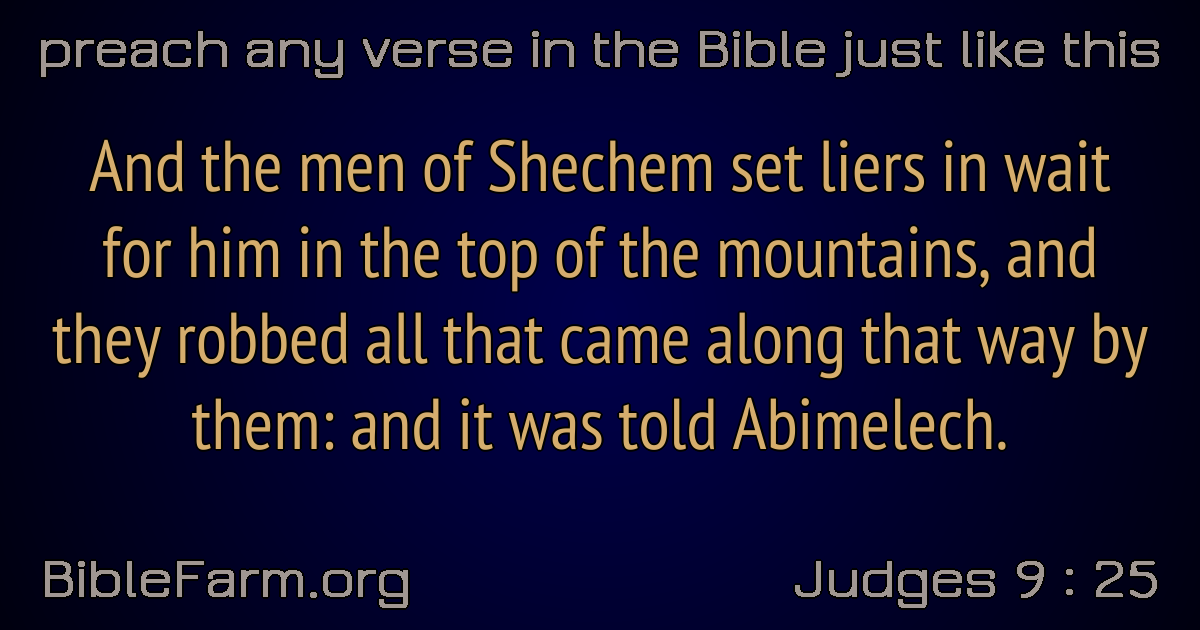 preach any verse in the Bible just like this
And the men of Shechem set liers in wait
for him in the top of the mountains, and
they robbed all that came along that way by
them: and it was told Abimelech.
BibleFarm.org
Judges 9 : 25